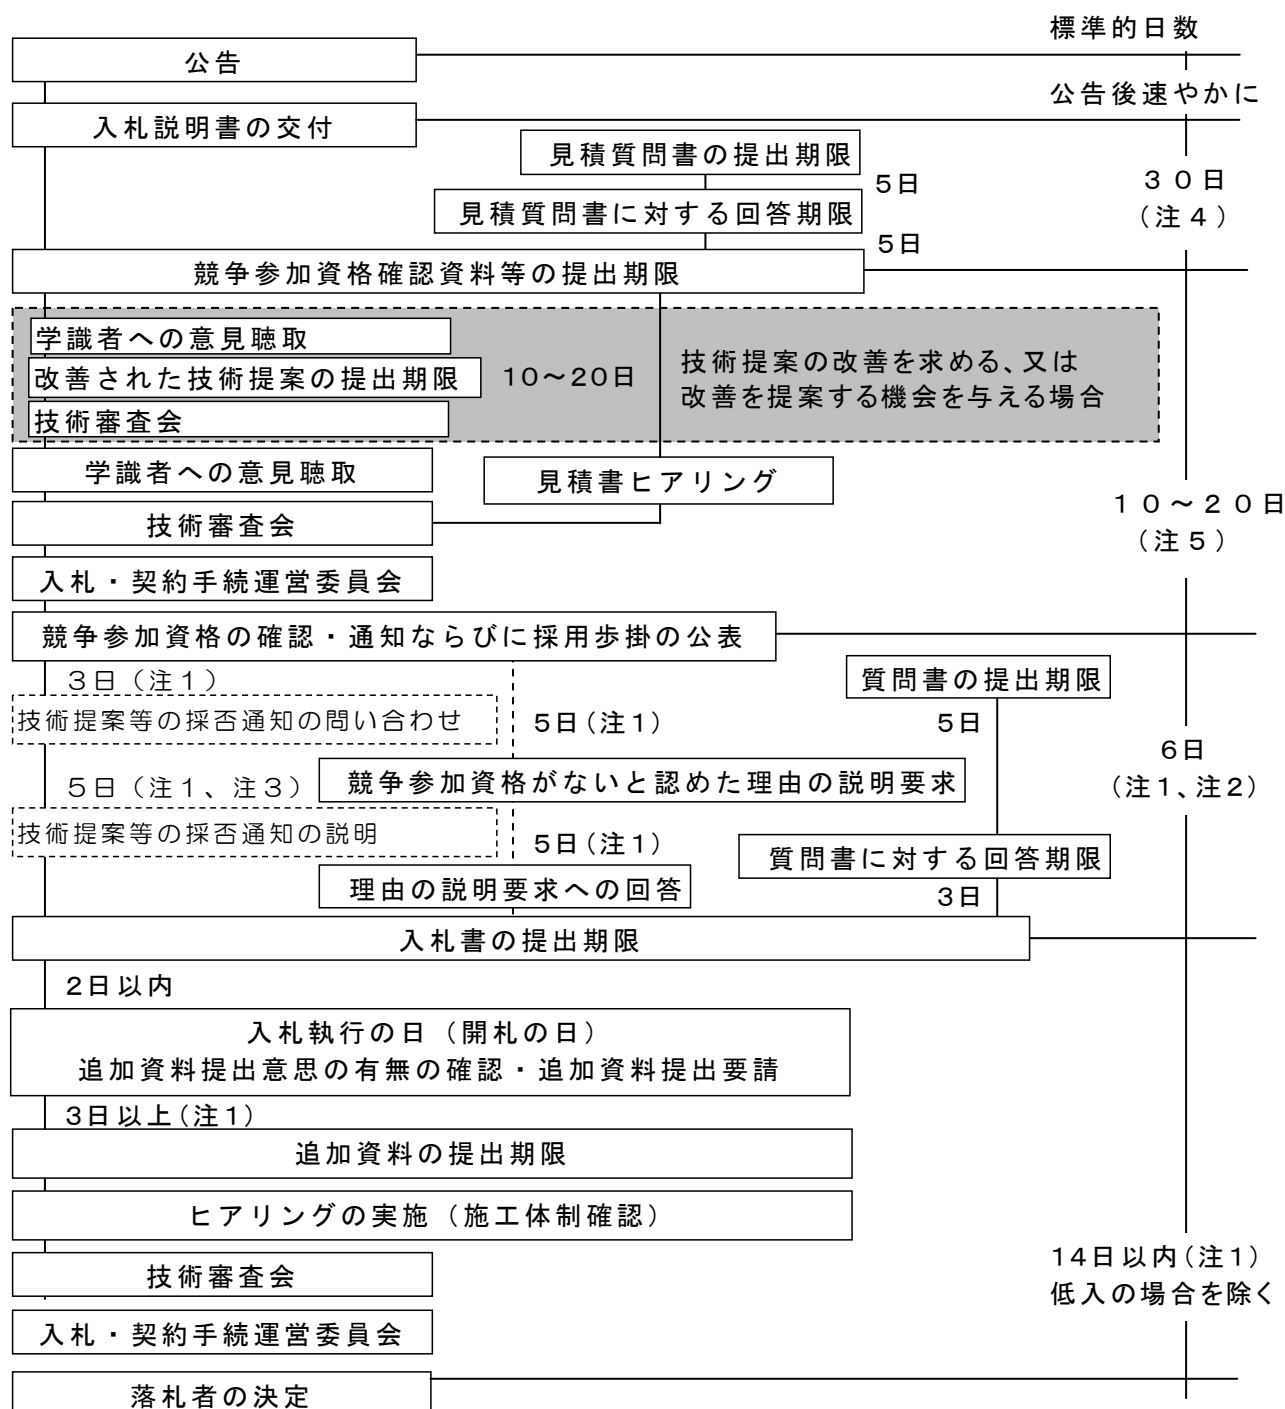 標準的日数
公告
公告後速やかに
入札説明書の交付
見積質問書の提出期限
5日
30日
(注4)
見積質問書に対する回答期限
5日
競争参加資格確認資料等の提出期限
学識者への意見聴取
改善された技術提案の提出期限
10～20日
技術提案の改善を求める、又は
改善を提案する機会を与える場合
技術審査会
学識者への意見聴取
見積書ヒアリング
10～20日
(注5)
技術審査会
入札・契約手続運営委員会
競争参加資格の確認・通知ならびに採用歩掛の公表
3日(注1)
質問書の提出期限
技術提案等の採否通知の問い合わせ
5日(注1)
5日
6日
(注1、注2)
5日(注1、注3)
競争参加資格がないと認めた理由の説明要求
技術提案等の採否通知の説明
5日(注1)
質問書に対する回答期限
理由の説明要求への回答
3日
入札書の提出期限
2日以内
入札執行の日(開札の日)
追加資料提出意思の有無の確認・追加資料提出要請
3日以上(注1)
追加資料の提出期限
ヒアリングの実施(施工体制確認)
14日以内(注1)
低入の場合を除く
技術審査会
入札・契約手続運営委員会
落札者の決定